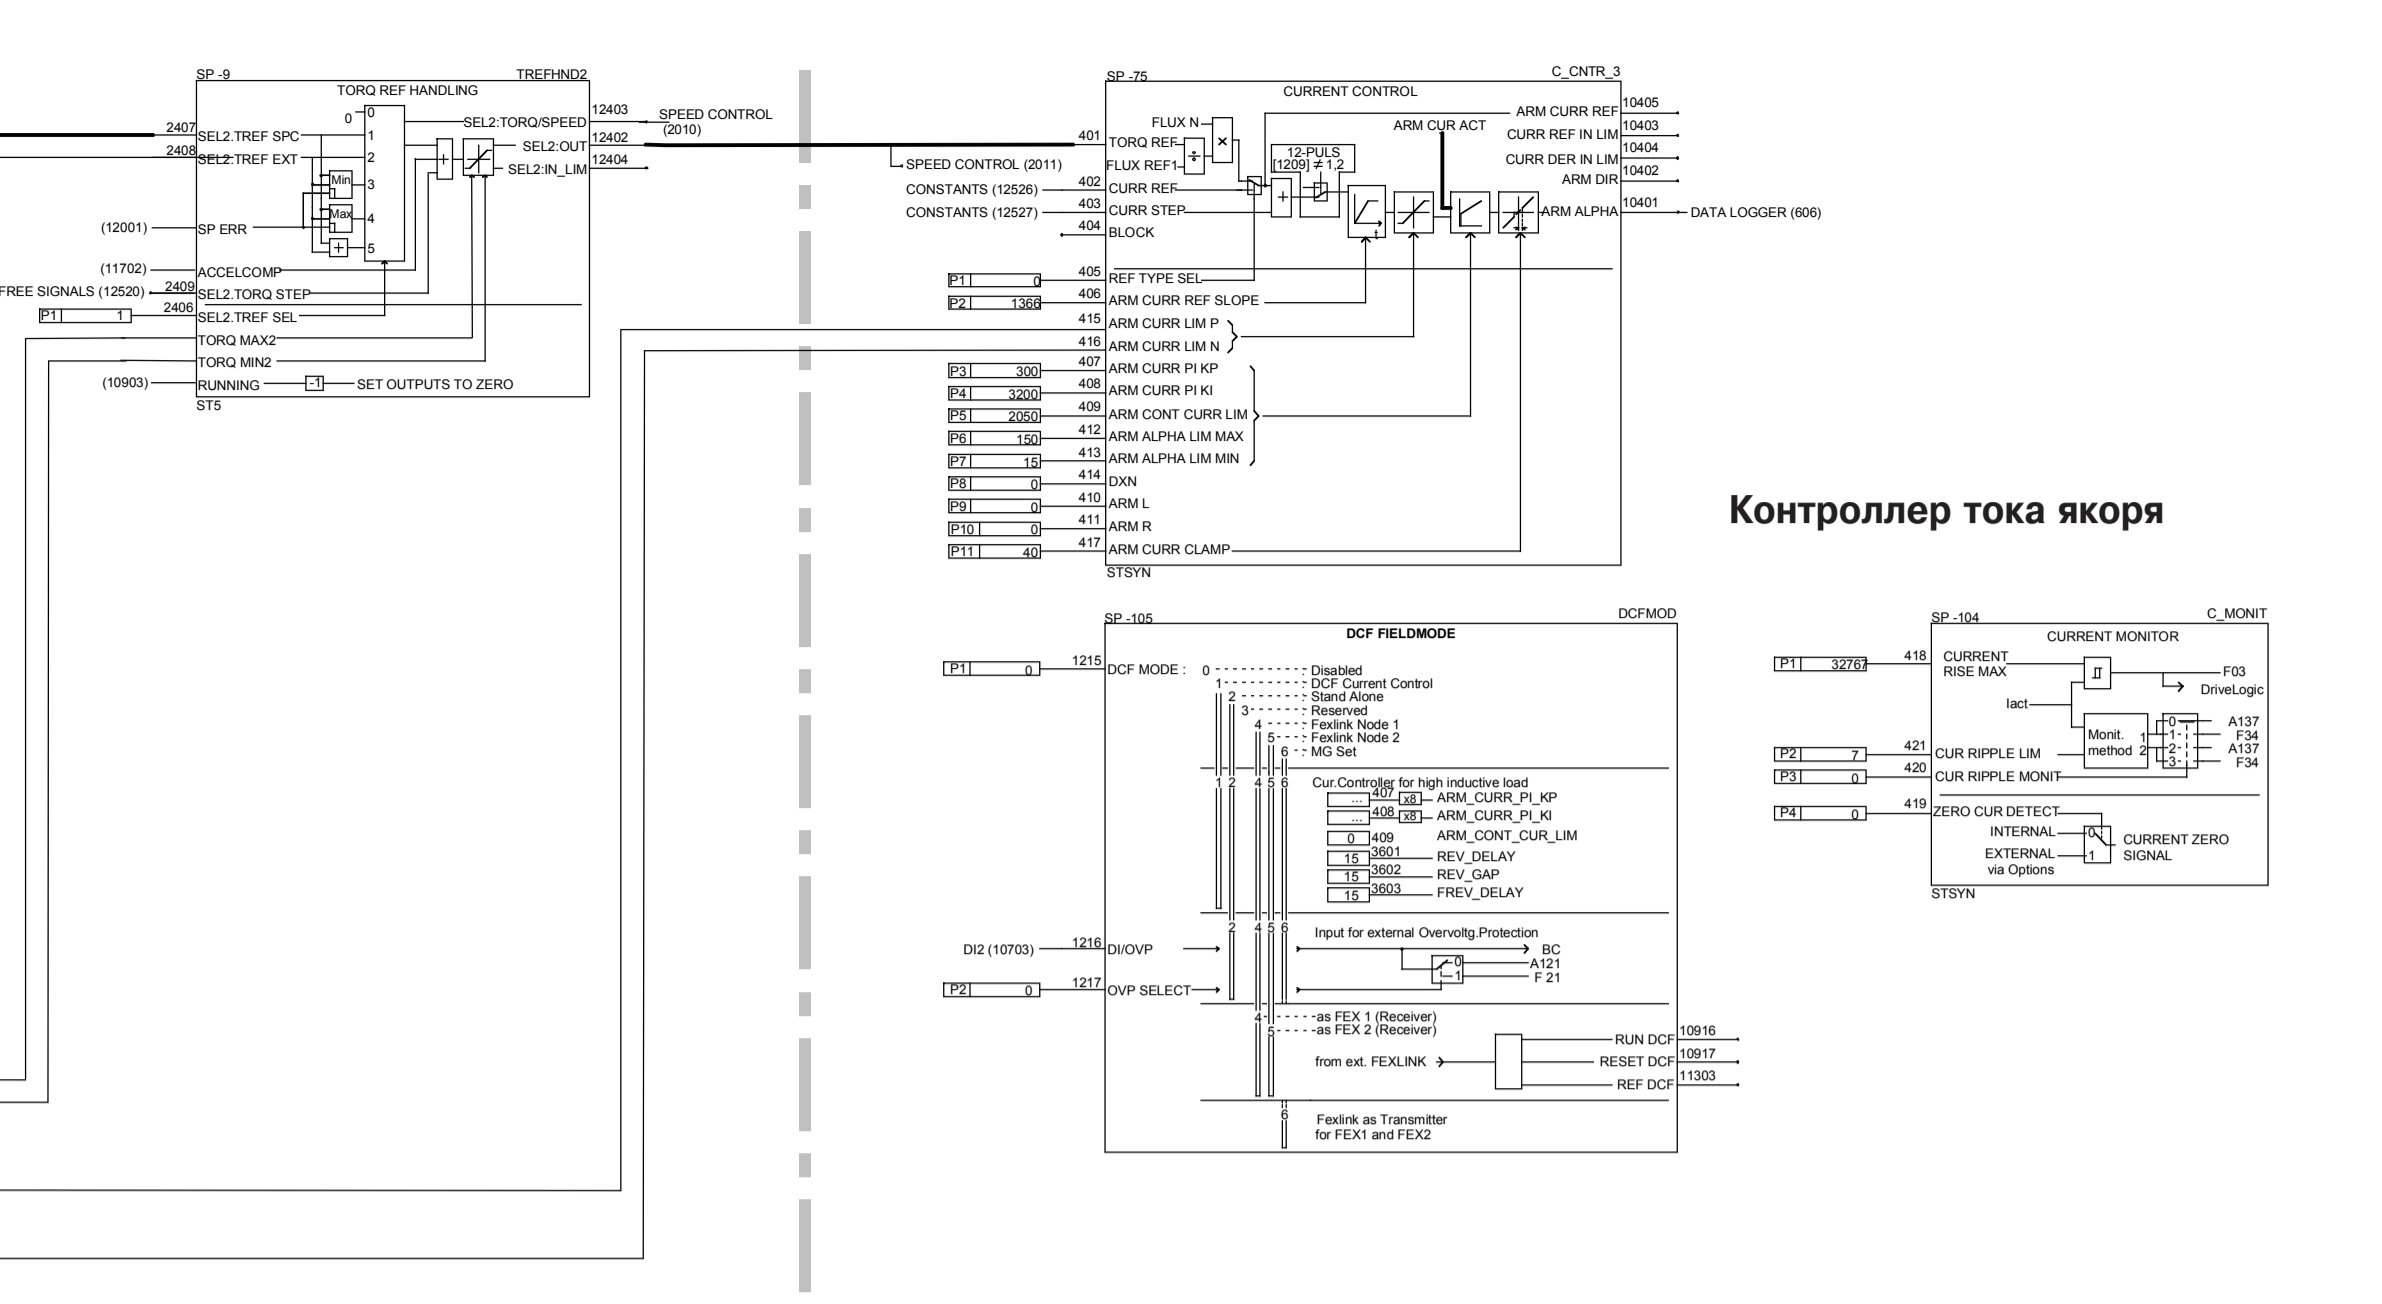 SP -9 TREFHND2
TORQ REF HANDLING
0
0
1
2
3
4
5
Min
Max
+
+
2407 SEL2.TREF SPC
2408 SEL2.TREF EXT
(12001) SP ERR
(11702) ACCELCOMP
FREE SIGNALS (12520) 2409 SEL2.TORQ STEP
P1 1 2406 SEL2.TREF SEL
TORQ MAX2
TORQ MIN2
(10903) RUNNING -1 SET OUTPUTS TO ZERO
ST5
SEL2:TORQ/SPEED 12403 SPEED CONTROL
(2010)
SEL2:OUT 12402
SEL2:IN_LIM 12404
SPEED CONTROL (2011)
SP -75 C_CNTR_3
CURRENT CONTROL
FLUX N
×
÷
12-PULS
[1209] ≠ 1,2
+
t
ARM CUR ACT
401 TORQ REF
FLUX REF1
CONSTANTS (12526) 402 CURR REF
CONSTANTS (12527) 403 CURR STEP
404 BLOCK
P1 0 405 REF TYPE SEL
P2 1366 406 ARM CURR REF SLOPE
415 ARM CURR LIM P
416 ARM CURR LIM N
P3 300 407 ARM CURR PI KP
P4 3200 408 ARM CURR PI KI
P5 2050 409 ARM CONT CURR LIM
P6 150 412 ARM ALPHA LIM MAX
P7 15 413 ARM ALPHA LIM MIN
P8 0 414 DXN
P9 0 410 ARM L
P10 0 411 ARM R
P11 40 417 ARM CURR CLAMP
STSYN
ARM CURR REF 10405
CURR REF IN LIM 10403
CURR DER IN LIM 10404
ARM DIR 10402
ARM ALPHA 10401 DATA LOGGER (606)
Контроллер тока якоря
SP -105 DCFMOD
DCF FIELDMODE
P1 0 1215 DCF MODE : 0 : Disabled
1 : DCF Current Control
2 : Stand Alone
3 : Reserved
4 : Fexlink Node 1
5 : Fexlink Node 2
6 : MG Set
1 2 4 5 6 Cur.Controller for high inductive load
... 407 x8 ARM_CURR_PI_KP
... 408 x8 ARM_CURR_PI_KI
0 409 ARM_CONT_CUR_LIM
15 3601 REV_DELAY
15 3602 REV_GAP
15 3603 FREV_DELAY
2 4 5 6 Input for external Overvoltg.Protection
DI2 (10703) 1216 DI/OVP BC
0 A121
1 F 21
P2 0 1217 OVP SELECT
4 as FEX 1 (Receiver)
5 as FEX 2 (Receiver)
from ext. FEXLINK
RUN DCF 10916
RESET DCF 10917
REF DCF 11303
6 Fexlink as Transmitter
for FEX1 and FEX2
SP -104 C_MONIT
CURRENT MONITOR
P1 32767 418 CURRENT
RISE MAX
F03
DriveLogic
Iact
Monit.
method
1
2
0 A137
1 F34
2 A137
3 F34
P2 7 421 CUR RIPPLE LIM
P3 0 420 CUR RIPPLE MONIT
P4 0 419 ZERO CUR DETECT
INTERNAL 0
EXTERNAL 1
via Options
CURRENT ZERO
SIGNAL
STSYN